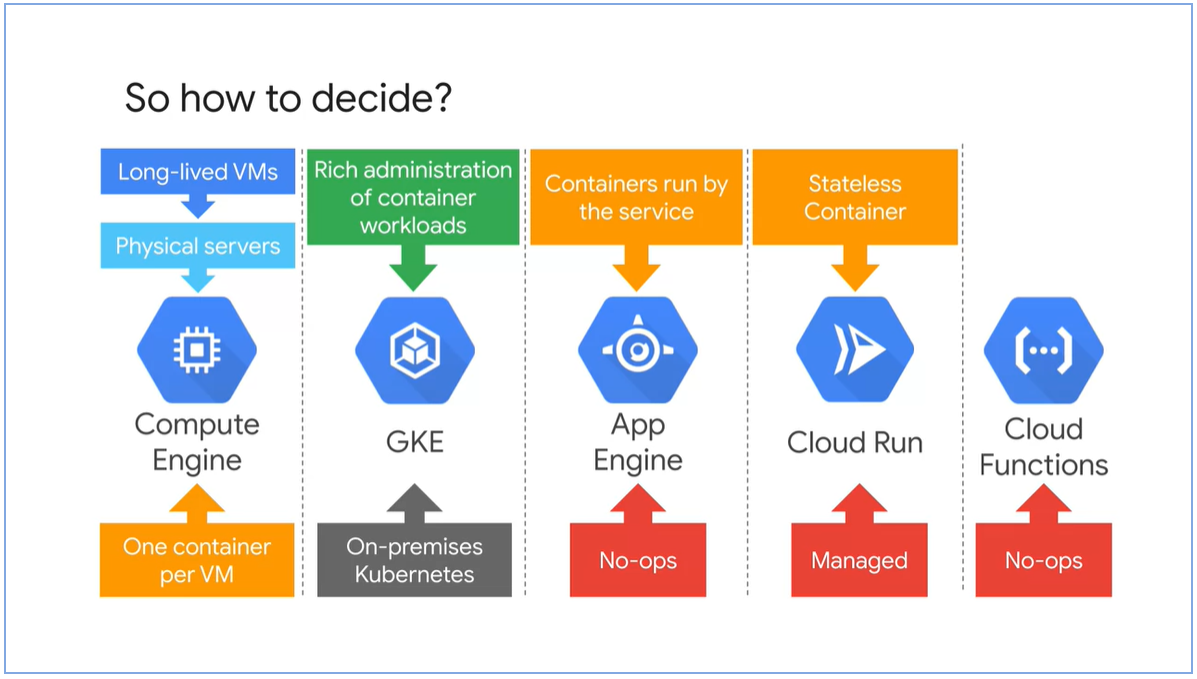 So how to decide?
Long-lived VMs
Physical servers
Compute
Engine
One container
per VM
Rich administration
of container
workloads
GKE
On-premises
Kubernetes
Containers run by
the service
App
Engine
No-ops
Stateless
Container
Cloud Run
Managed
Cloud
Functions
No-ops